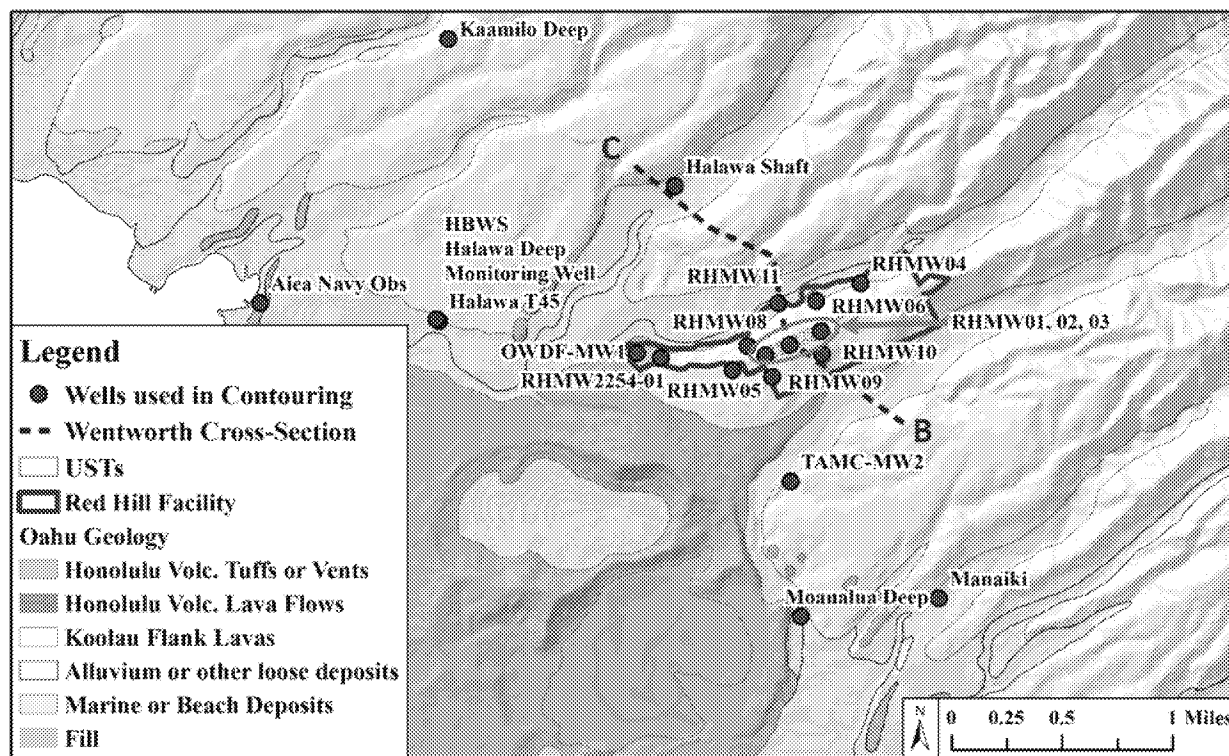 Kaamilo Deep
C
Halawa Shaft
HBWS
Halawa Deep
Monitoring Well
Halawa T45
Aiea Navy Obs
RHMW11
RHMW04
RHMW06
RHMW08
RHMW01, 02, 03
OWDF-MW1
RHMW10
RHMW2254-01
RHMW05
RHMW09
B
TAMC-MW2
Manaiki
Moanalua Deep
Legend
Wells used in Contouring
Wentworth Cross-Section
USTs
Red Hill Facility
Oahu Geology
Honolulu Volc. Tuffs or Vents
Honolulu Volc. Lava Flows
Koolau Flank Lavas
Alluvium or other loose deposits
Marine or Beach Deposits
Fill
N
0 0.25 0.5 1 Miles